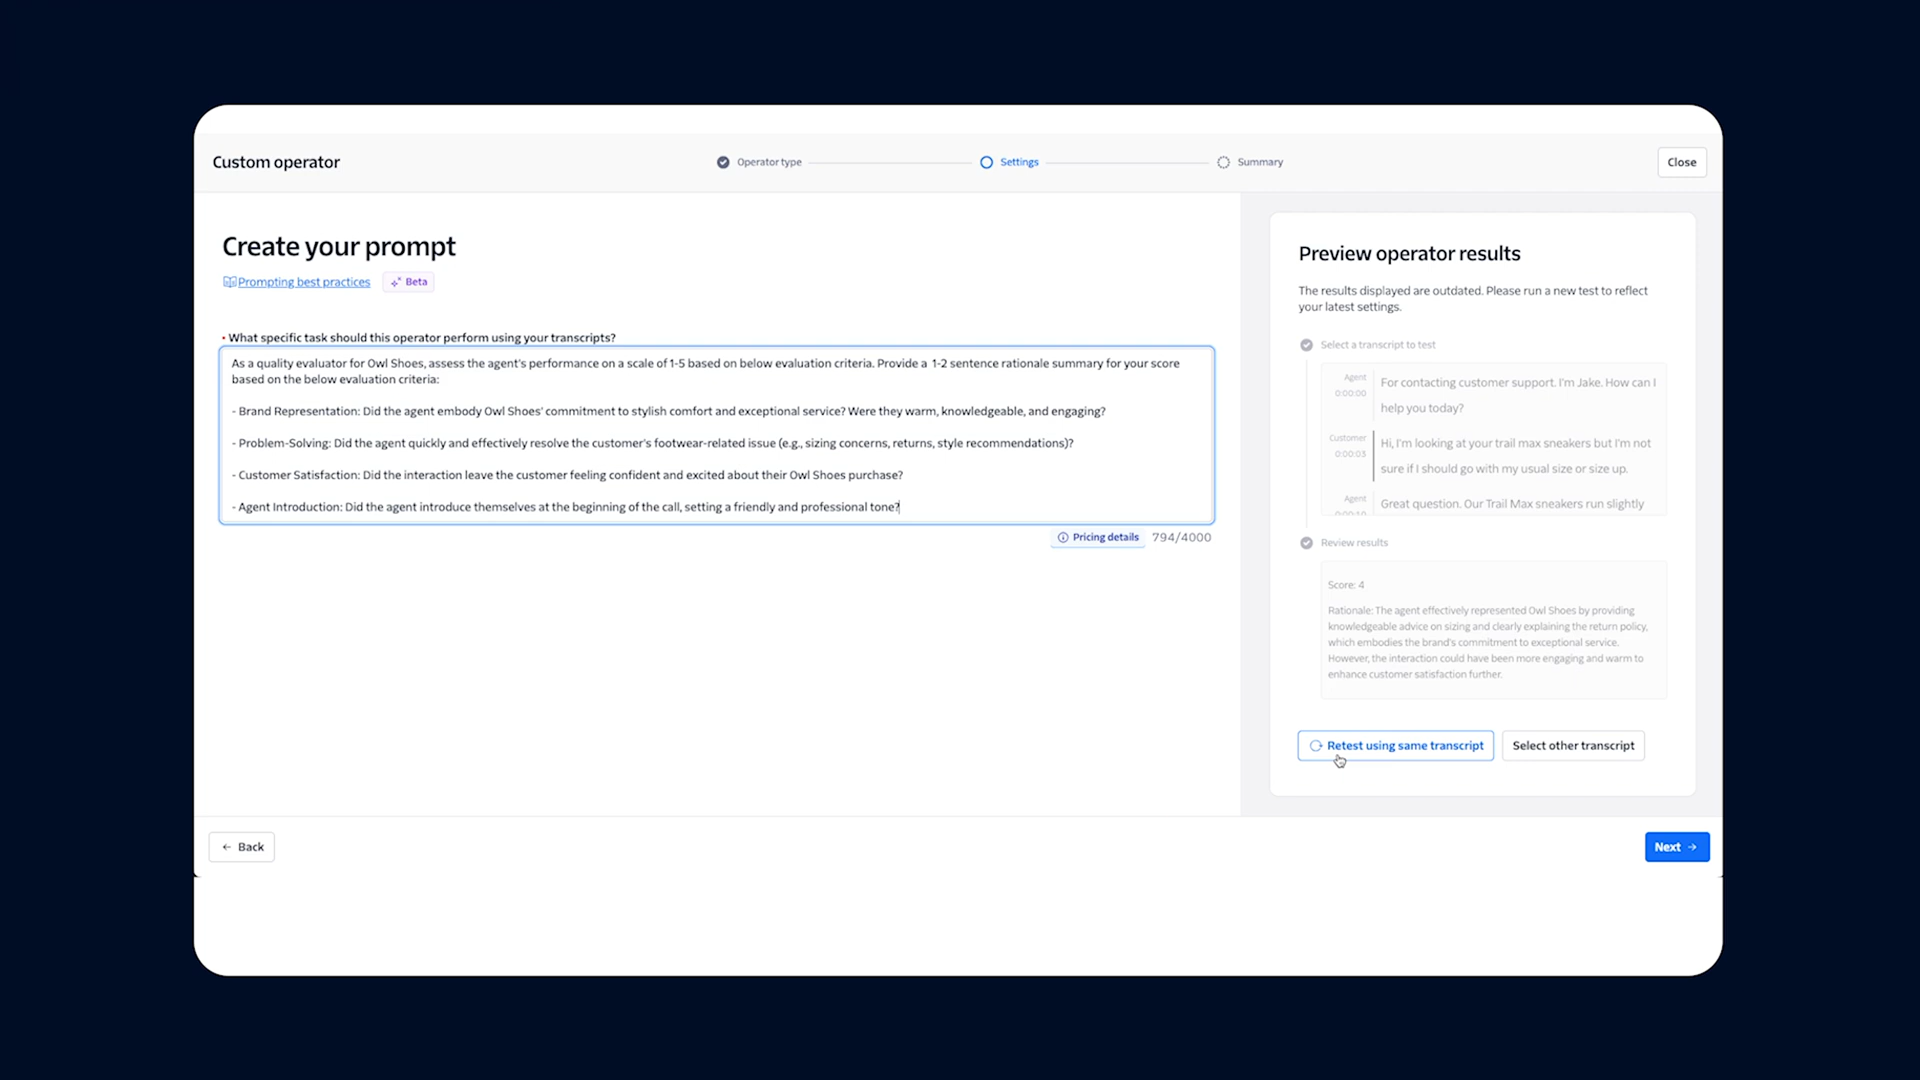 Custom operator
Operator type
Settings
Summary
Close
Create your prompt
Prompting best practices
Beta
• What specific task should this operator perform using your transcripts?
As a quality evaluator for Owl Shoes, assess the agent's performance on a scale of 1-5 based on below evaluation criteria. Provide a 1-2 sentence rationale summary for your score
based on the below evaluation criteria:
- Brand Representation: Did the agent embody Owl Shoes' commitment to stylish comfort and exceptional service? Were they warm, knowledgeable, and engaging?
- Problem-Solving: Did the agent quickly and effectively resolve the customer's footwear-related issue (e.g., sizing concerns, returns, style recommendations)?
- Customer Satisfaction: Did the interaction leave the customer feeling confident and excited about their Owl Shoes purchase?
- Agent Introduction: Did the agent introduce themselves at the beginning of the call, setting a friendly and professional tone?
Pricing details
794/4000
Preview operator results
The results displayed are outdated. Please run a new test to reflect
your latest settings.
Select a transcript to test
Agent
0:00:00
For contacting customer support. I'm Jake. How can I
help you today?
Customer
0:00:03
Hi, I'm looking at your trail max sneakers but I'm not
sure if I should go with my usual size or size up.
Agent
0:00:10
Great question. Our Trail Max sneakers run slightly
Review results
Score: 4
Rationale: The agent effectively represented Owl Shoes by providing
knowledgeable advice on sizing and clearly explaining the return policy,
which embodies the brand's commitment to exceptional service.
However, the interaction could have been more engaging and warm to
enhance customer satisfaction further.
Retest using same transcript
Select other transcript
← Back
Next →